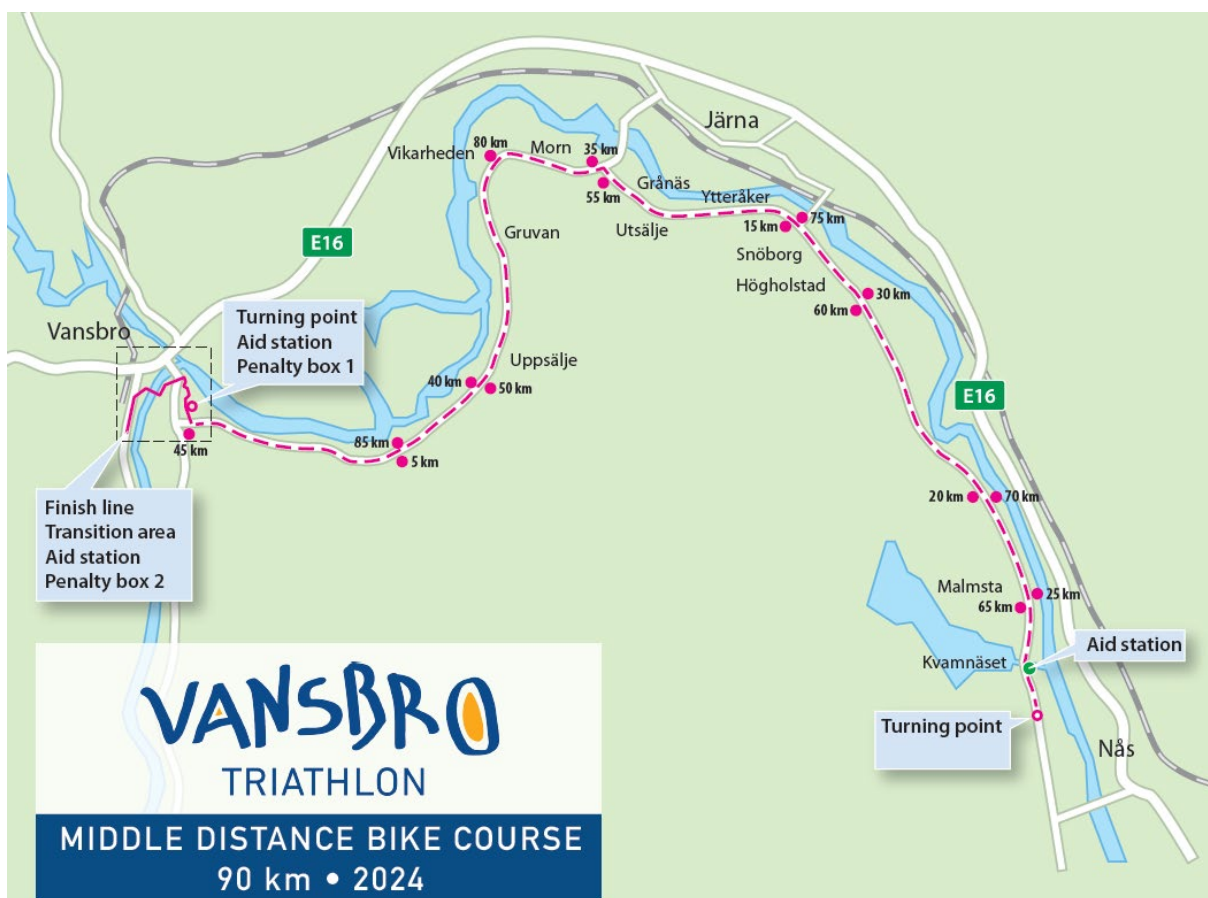 Järna
80 km
Morn
35 km
Vikarheden
Grånäs
55 km
Ytteråker
75 km
Gruvan
Utsälje
15 km
E16
Snöborg
Högholstad
30 km
60 km
Turning point
Aid station
Penalty box 1
Vansbro
Uppsälje
40 km
50 km
E16
85 km
45 km
5 km
Finish line
Transition area
Aid station
Penalty box 2
20 km
70 km
Malmsta
25 km
65 km
Aid station
Kvamnäset
Turning point
Nås
VANSBRO
TRIATHLON
MIDDLE DISTANCE BIKE COURSE
90 km • 2024